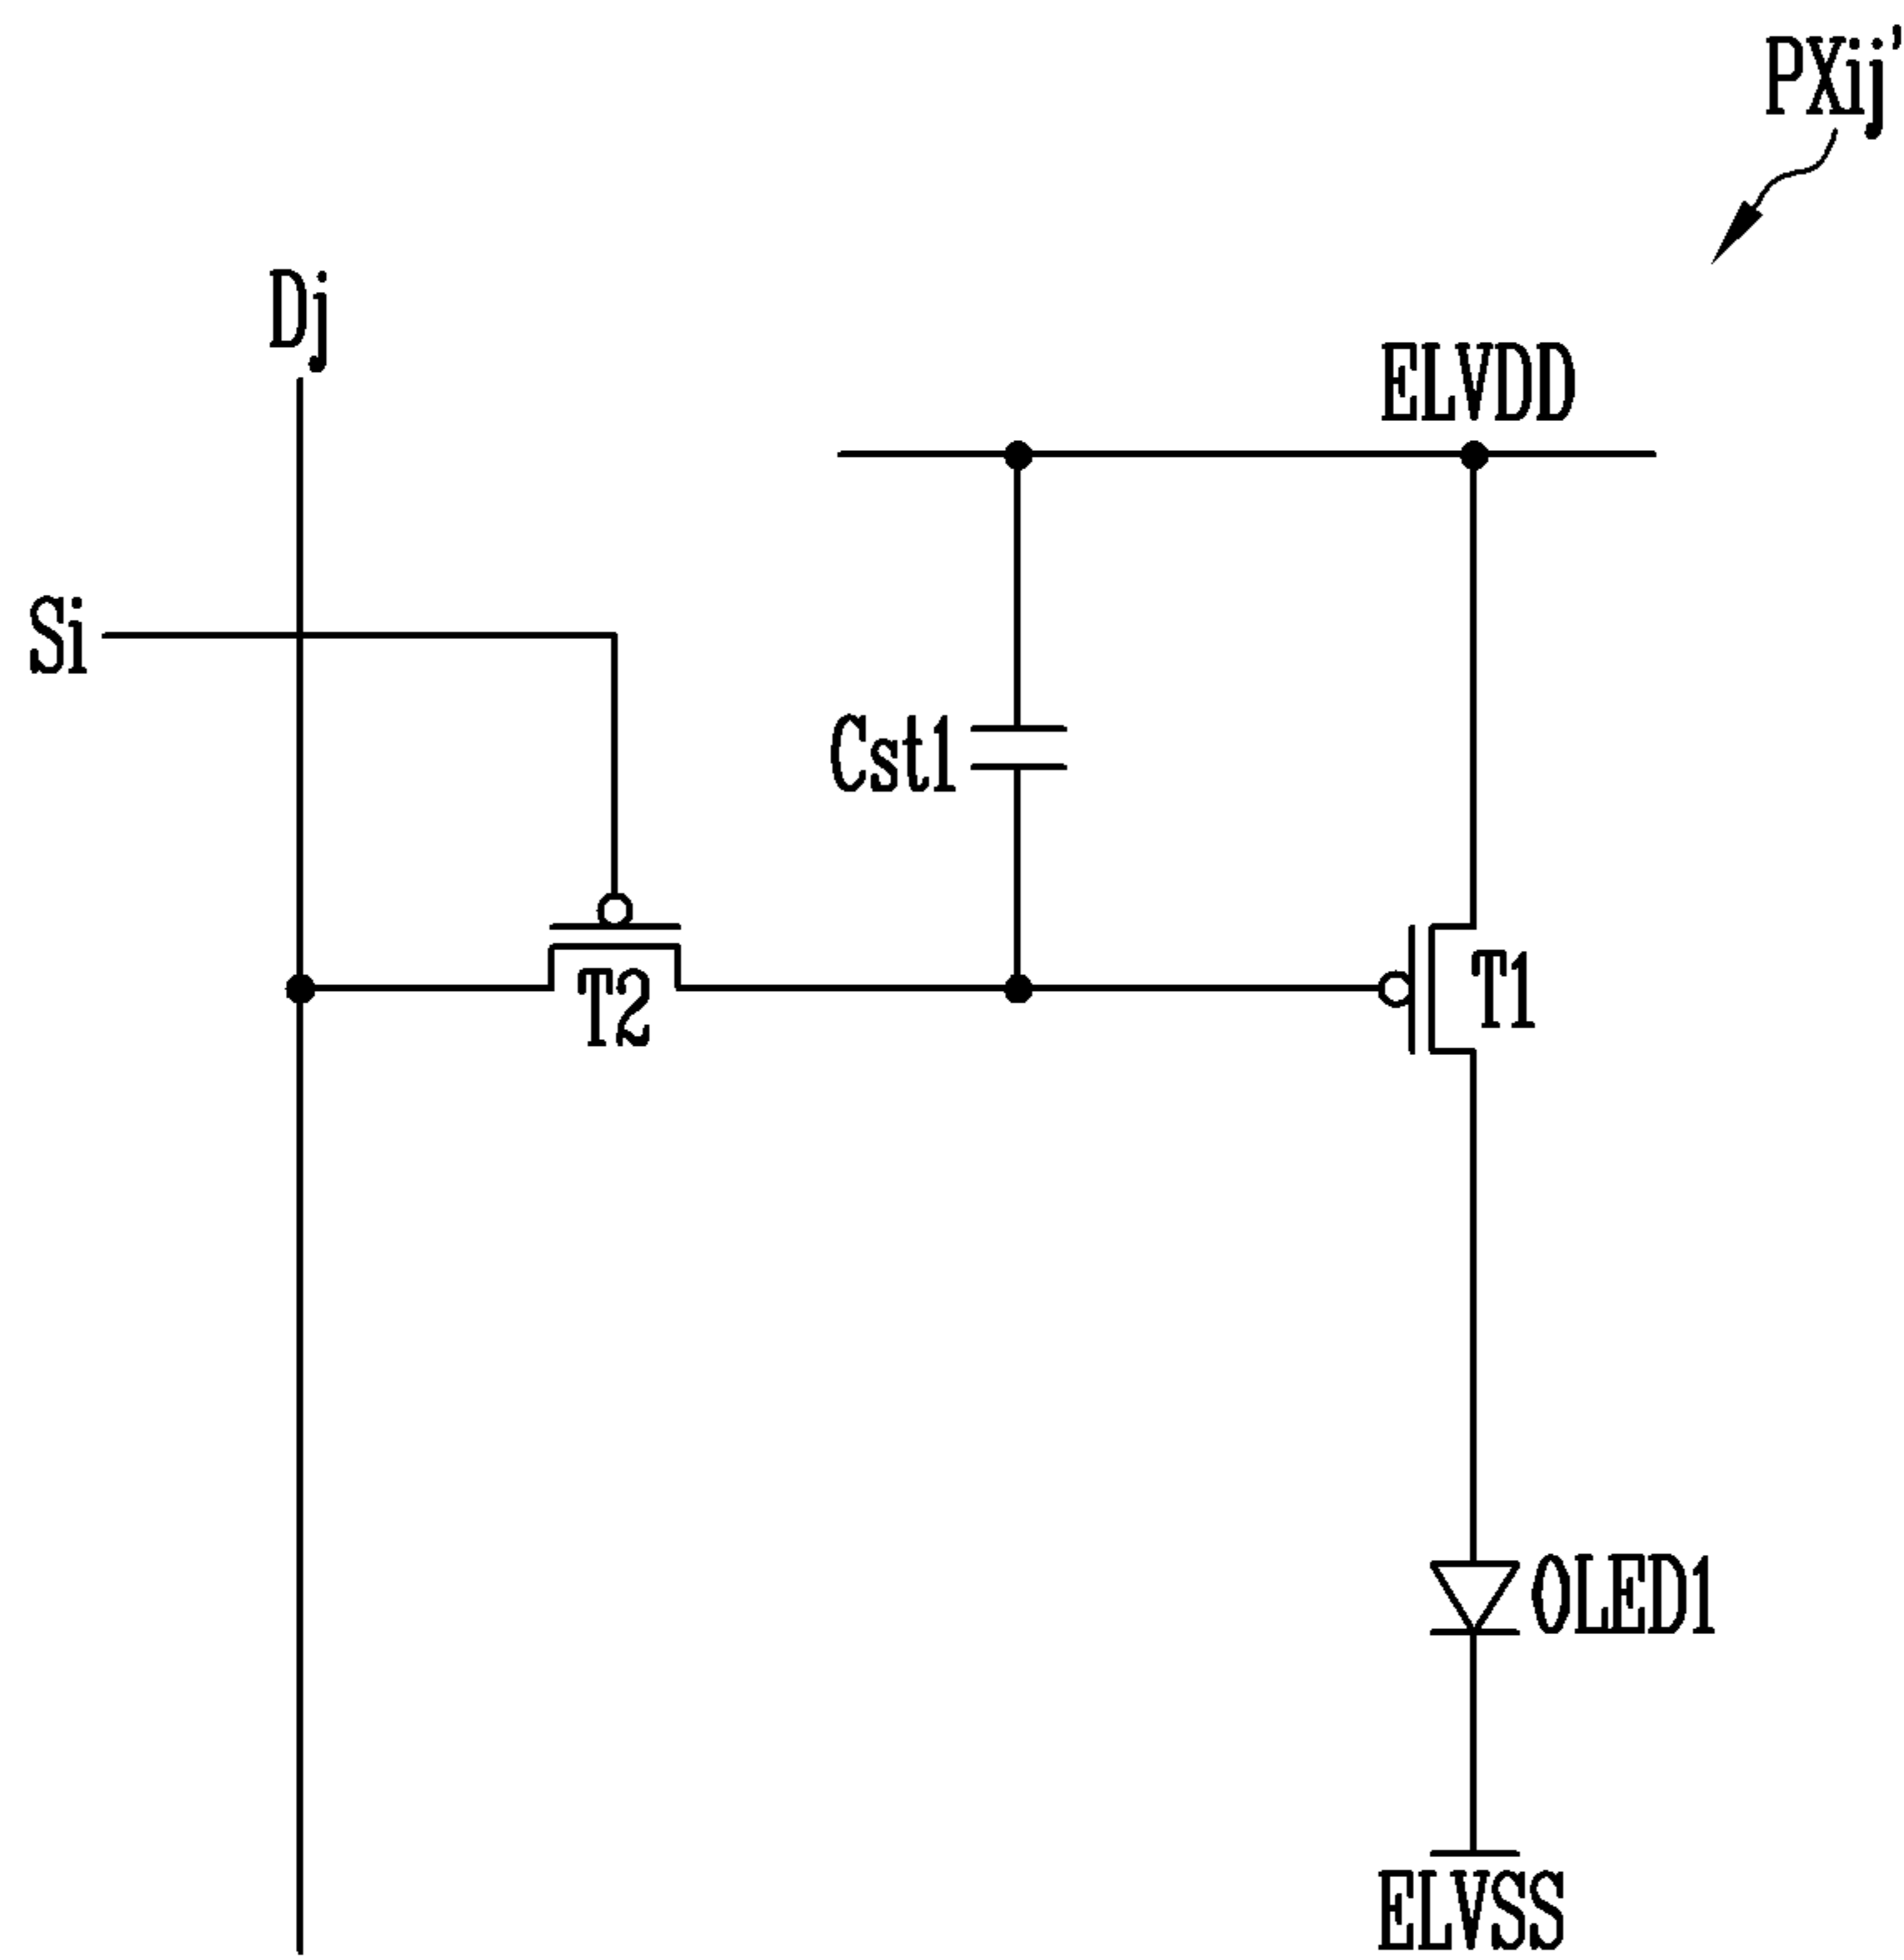 PXij'
Dj
ELVDD
Si
Cst1
T2
T1
OLED1
ELVSS